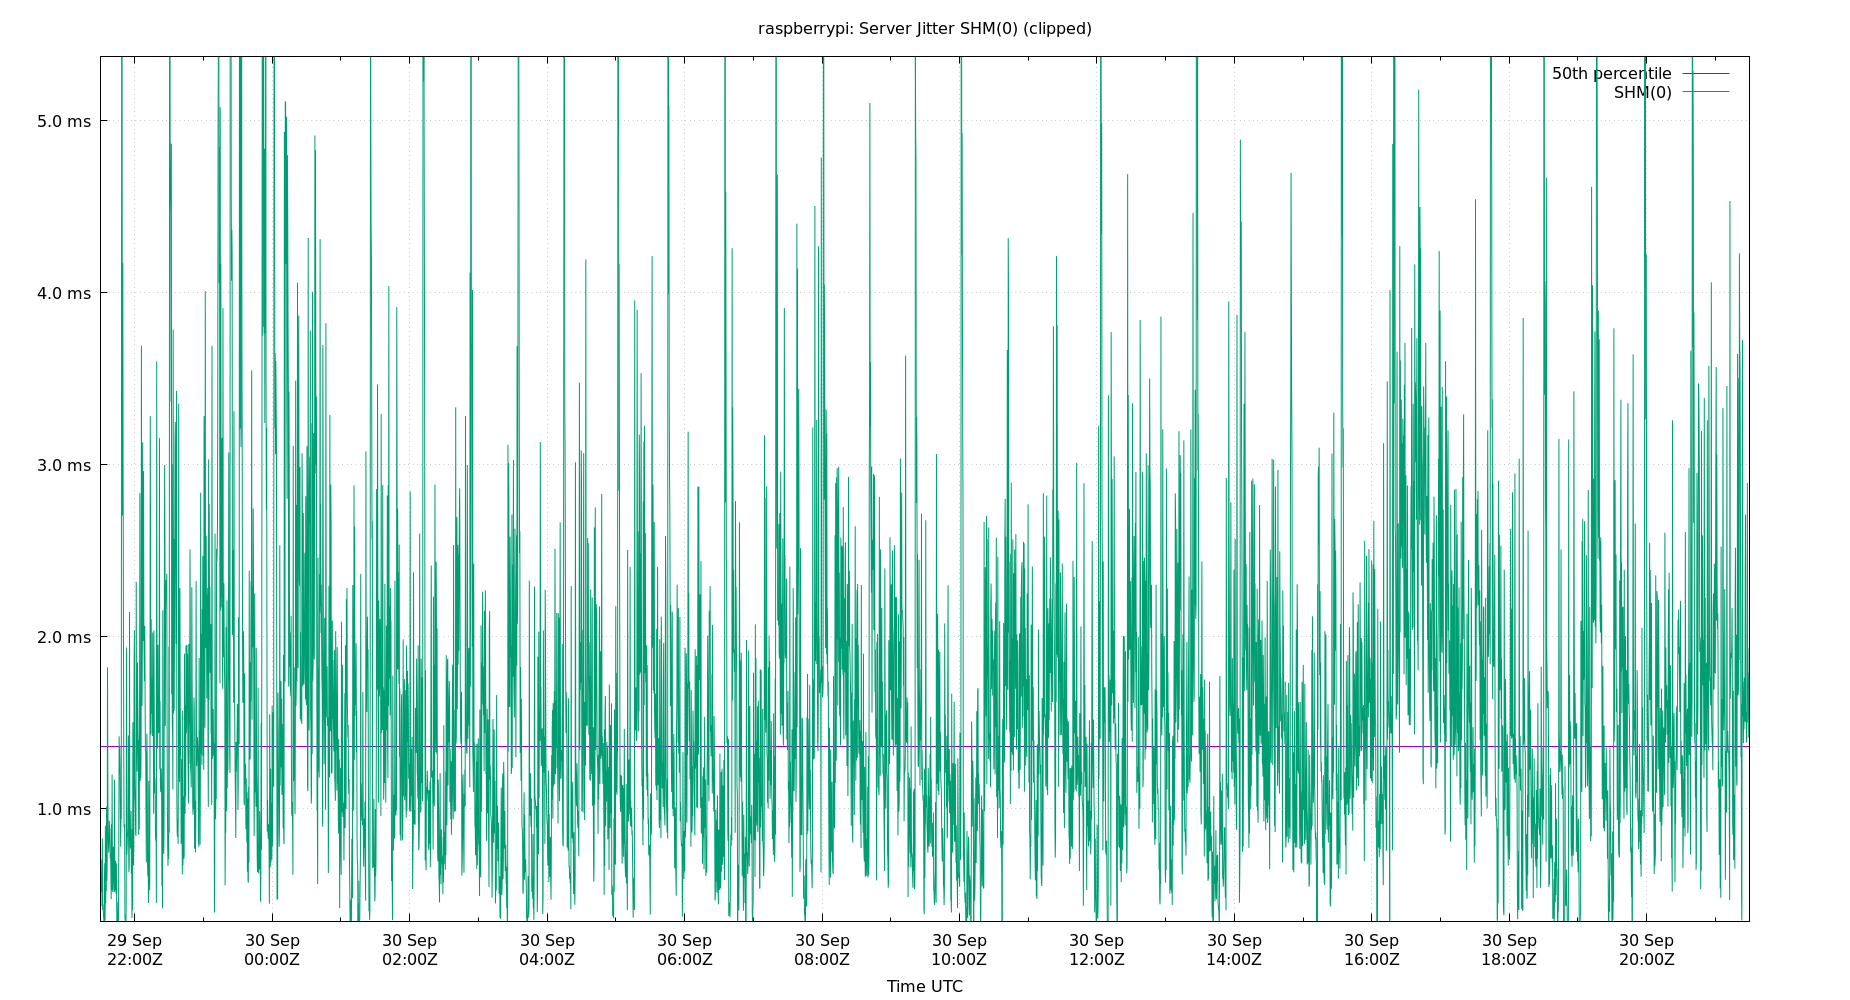 raspberrypi: Server Jitter SHM(0) (clipped)
50th percentile
SHM(0)
5.0 ms
4.0 ms
3.0 ms
2.0 ms
1.0 ms
29 Sep 30 Sep 30 Sep 30 Sep 30 Sep 30 Sep 30 Sep 30 Sep 30 Sep 30 Sep 30 Sep 30 Sep
22:00Z 00:00Z 02:00Z 04:00Z 06:00Z 08:00Z 10:00Z 12:00Z 14:00Z 16:00Z 18:00Z 20:00Z
Time UTC